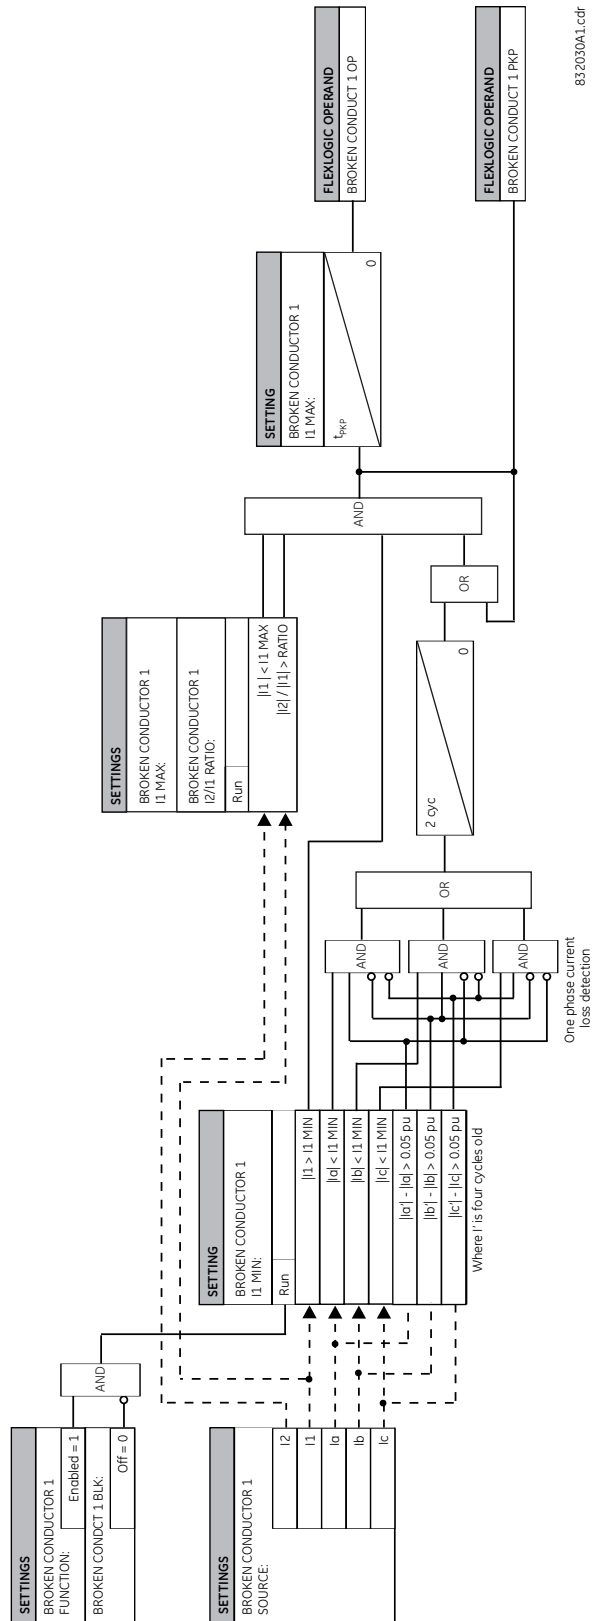 SETTINGS
BROKEN CONDUCTOR 1
FUNCTION:
Enabled = 1
BROKEN CONDCT 1 BLK:
Off = 0
AND
SETTINGS
BROKEN CONDUCTOR 1
SOURCE:
I2
I1
Ia
Ib
Ic
SETTING
BROKEN CONDUCTOR 1
I1 MIN:
Run
|I1 > I1 MIN
|Ia| < I1 MIN
|Ib| < I1 MIN
|Ic| < I1 MIN
|Ia'| - |Ia| > 0.05 pu
|Ib'| - |Ib| > 0.05 pu
|Ic'| - |Ic| > 0.05 pu
Where I' is four cycles old
AND
AND
AND
One phase current
loss detection
OR
2 cyc
0
OR
SETTINGS
BROKEN CONDUCTOR 1
I1 MAX:
BROKEN CONDUCTOR 1
I2/I1 RATIO:
Run
|I1| < I1 MAX
|I2| / |I1| > RATIO
AND
SETTING
BROKEN CONDUCTOR 1
I1 MAX:
tPKP
0
FLEXLOGIC OPERAND
BROKEN CONDUCT 1 OP
FLEXLOGIC OPERAND
BROKEN CONDUCT 1 PKP
832030A1.cdr